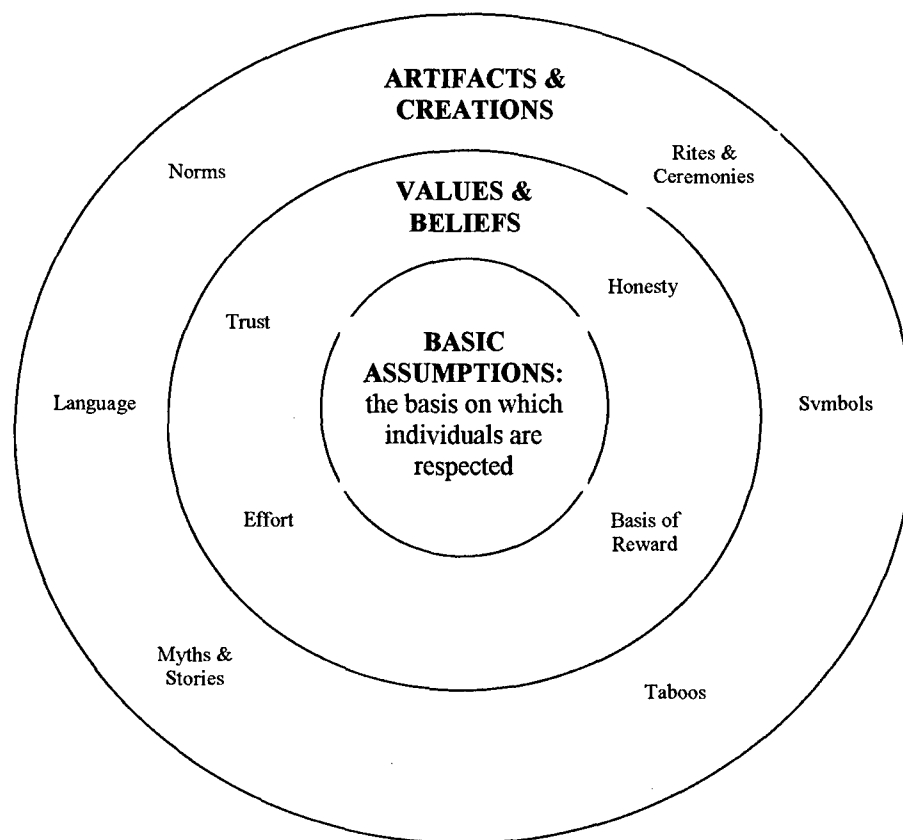 ARTIFACTS &
CREATIONS
Norms
Rites &
Ceremonies
VALUES &
BELIEFS
Honesty
Trust
BASIC
ASSUMPTIONS:
the basis on which
individuals are
respected
Language
Svmbols
Effort
Basis of
Reward
Myths &
Stories
Taboos